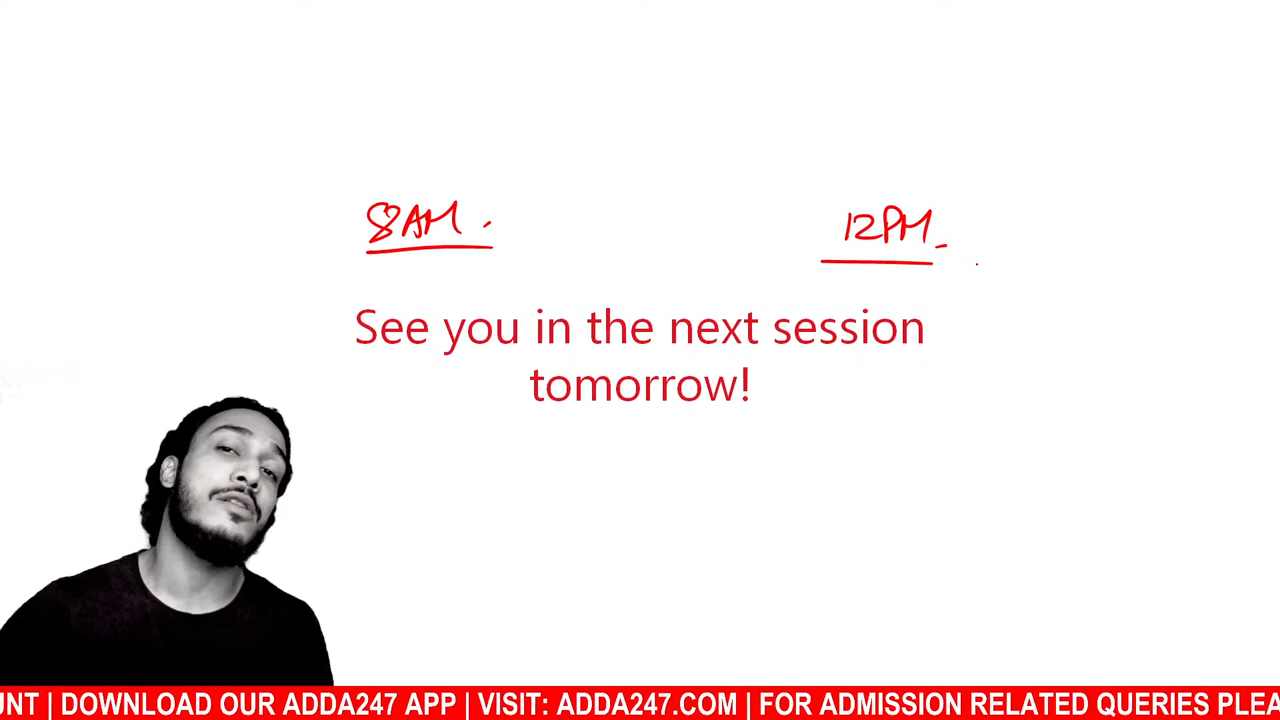 8AM.
12PM.
See you in the next session
tomorrow!
UNT | DOWNLOAD OUR ADDA247 APP | VISIT: ADDA247.COM | FOR ADMISSION RELATED QUERIES PLEA